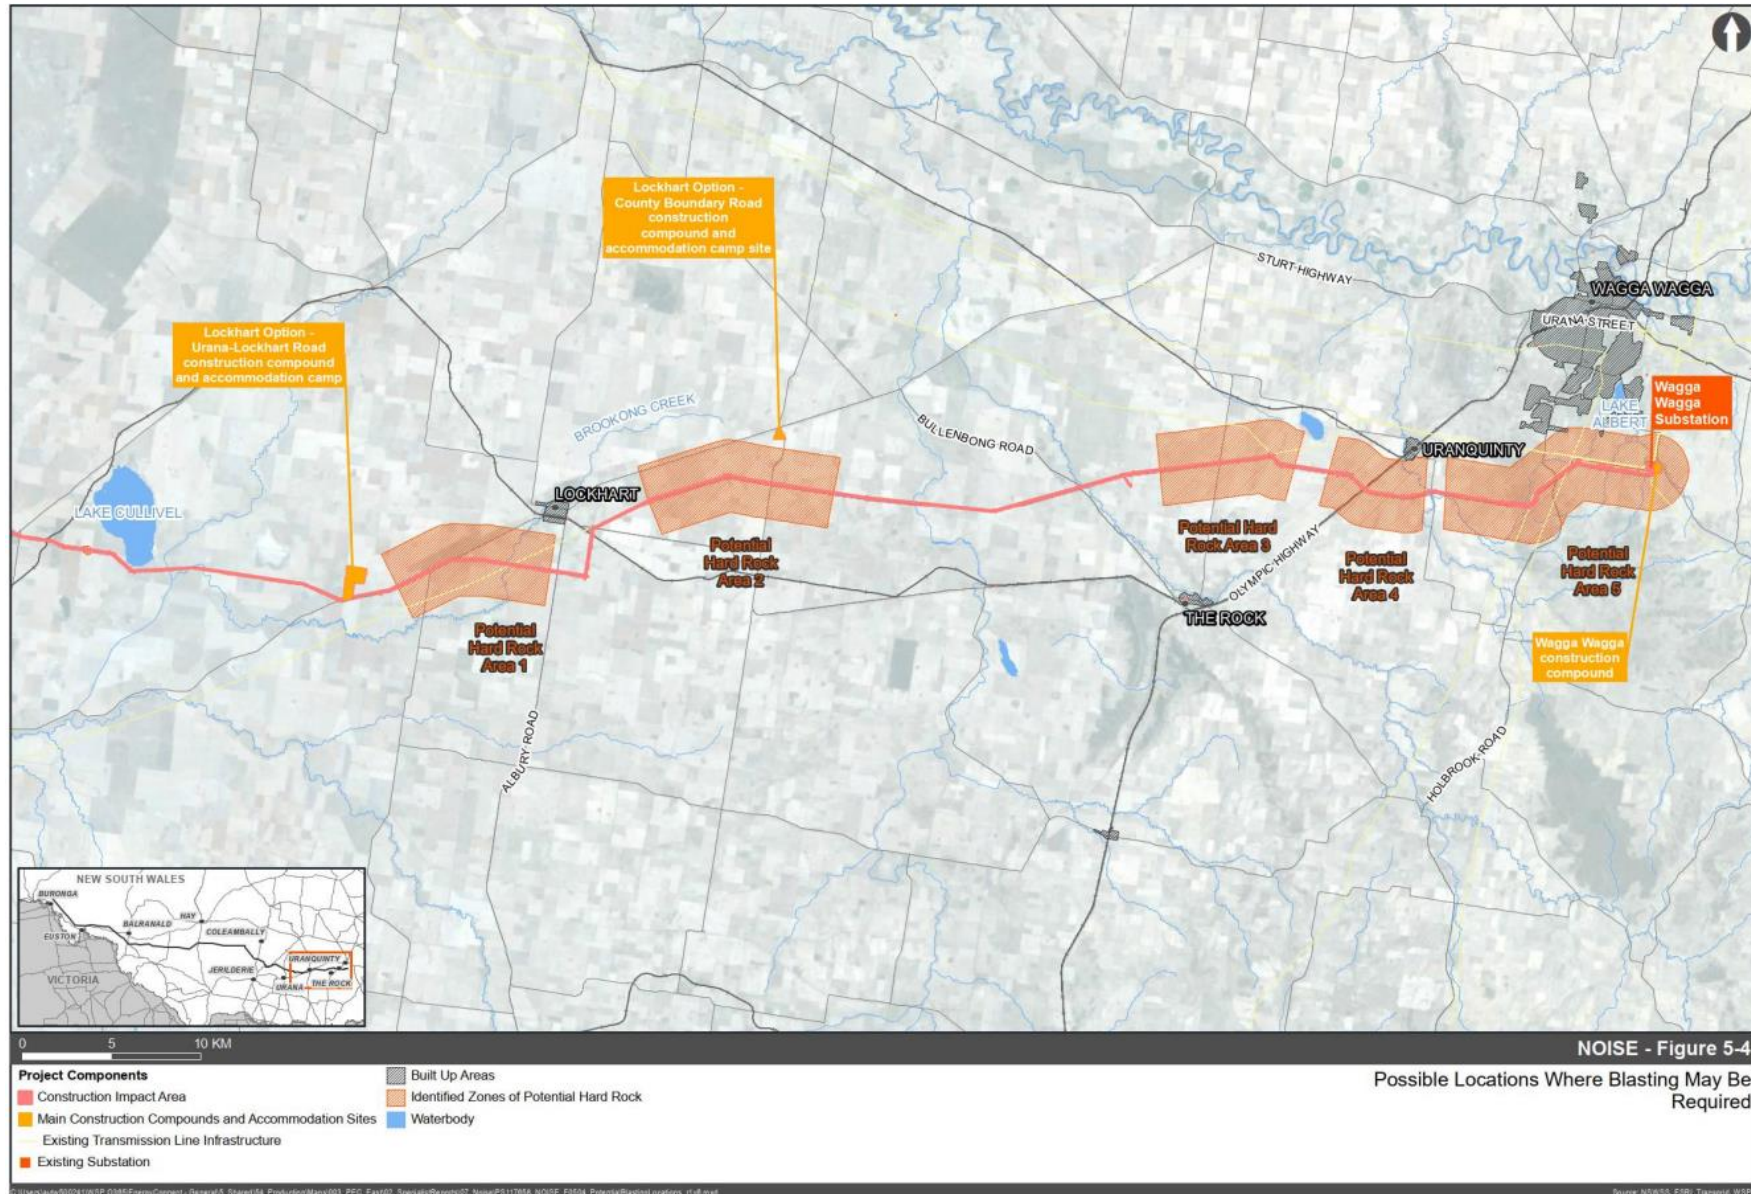 Lockhart Option -
County Boundary Road
construction
compound and
accommodation camp site
STURT HIGHWAY
WAGGA WAGGA
URANA STREET
Lockhart Option -
Urana-Lockhart Road
construction compound
and accommodation camp
Wagga
Wagga
Substation
LAKE
ALBERT
BROOKONG CREEK
BULLENBONG ROAD
URANQUINTY
LOCKHART
LAKE CULLIVEL
Potential Hard
Rock Area 3
Potential
Hard Rock
Area 2
Potential
Hard Rock
Area 4
Potential
Hard Rock
Area 5
OLYMPIC HIGHWAY
THE ROCK
Potential
Hard Rock
Area 1
Wagga Wagga
construction
compound
ALBURY ROAD
HOLBROOK ROAD
NEW SOUTH WALES
BURONGA
BALRANALD
HAY
EUSTON
COLEAMBALLY
URANQUINTY
JERILDERIE
VICTORIA
URANA
THE ROCK
0 5 10 KM
NOISE - Figure 5-4
Project Components
Construction Impact Area
Main Construction Compounds and Accommodation Sites
Existing Transmission Line Infrastructure
Existing Substation
Built Up Areas
Identified Zones of Potential Hard Rock
Waterbody
Possible Locations Where Blasting May Be
Required
Source: NSWSS, ESRI, Transgrid, WSP